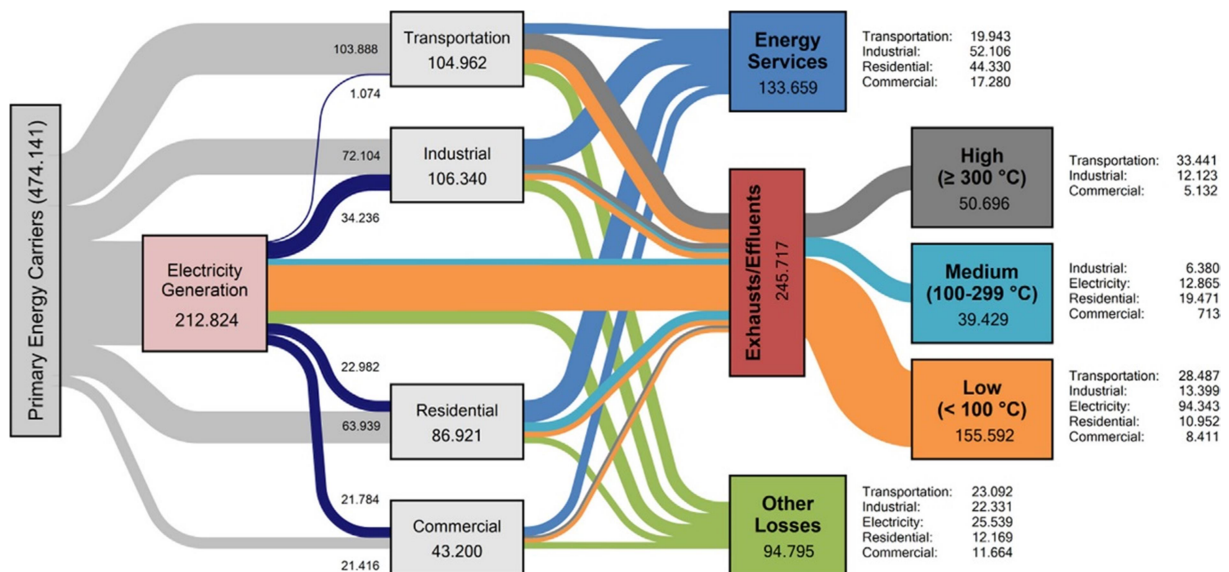 Primary Energy Carriers (474.141)
Electricity
Generation
212.824
103.888
1.074
72.104
34.236
22.982
63.939
21.784
21.416
Transportation
104.962
Industrial
106.340
Residential
86.921
Commercial
43.200
Energy
Services
133.659
Transportation: 19.943
Industrial: 52.106
Residential: 44.330
Commercial: 17.280
Exhausts/Effluents
245.717
High
(≥ 300 °C)
50.696
Transportation: 33.441
Industrial: 12.123
Commercial: 5.132
Medium
(100-299 °C)
39.429
Industrial: 6.380
Electricity: 12.865
Residential: 19.471
Commercial: 713
Low
(< 100 °C)
155.592
Transportation: 28.487
Industrial: 13.399
Electricity: 94.343
Residential: 10.952
Commercial: 8.411
Other
Losses
94.795
Transportation: 23.092
Industrial: 22.331
Electricity: 25.539
Residential: 12.169
Commercial: 11.664